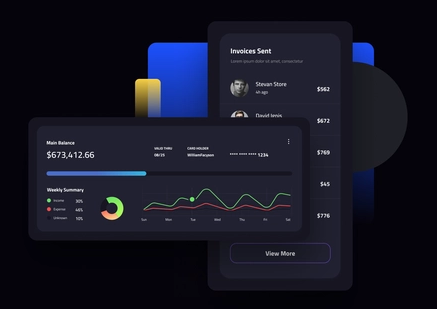 Invoices Sent
Lorem ipsum dolor sit amet, consectetur
Stevan Store
4h ago
$562
David Jenis
$672
$769
$45
$776
View More
Main Balance
$673,412.66
VALID THRU
08/25
CARD HOLDER
WilliamFaryson
**** **** **** 1234
Weekly Summary
Income 30%
Expense 46%
Unknown 10%
Sun Mon Tue Wed Thu Fri Sat